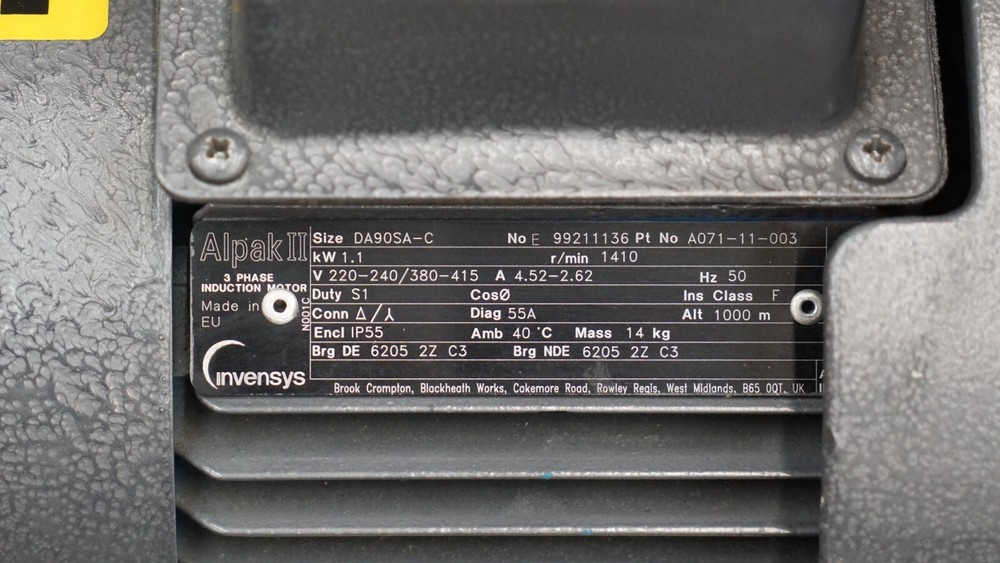 Alpak II
3 PHASE
INDUCTION MOTOR
Made in
EU
N001C
invensys
Size DA90SA-C No E 99211136 Pt No A071-11-003
kW 1.1 r/min 1410
V 220-240/380-415 A 4.52-2.62 Hz 50
Duty S1 CosØ Ins Class F
Conn Δ/⅄ Diag 55A Alt 1000 m
Encl IP55 Amb 40 °C Mass 14 kg
Brg DE 6205 2Z C3 Brg NDE 6205 2Z C3
Brook Crompton, Blackheath Works, Cakemore Road, Rowley Regis, West Midlands, B65 0QT, UK